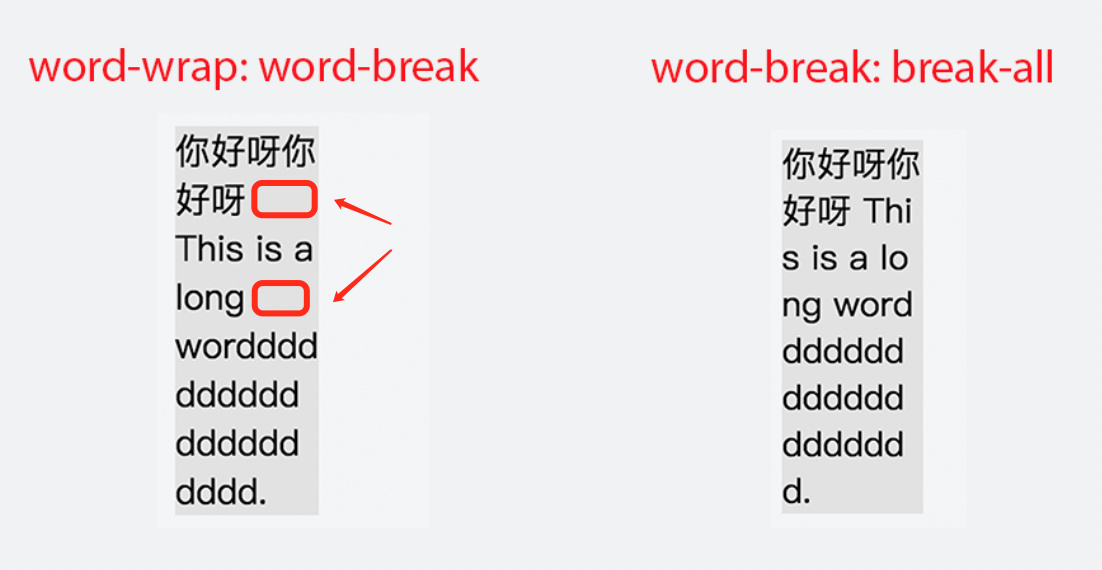 word-wrap: word-break
你好呀你
好呀
This is a
long
wordddd
dddddd
dddddd
dddd.
word-break: break-all
你好呀你
好呀 Thi
s is a lo
ng word
dddddd
dddddd
dddddd
d.